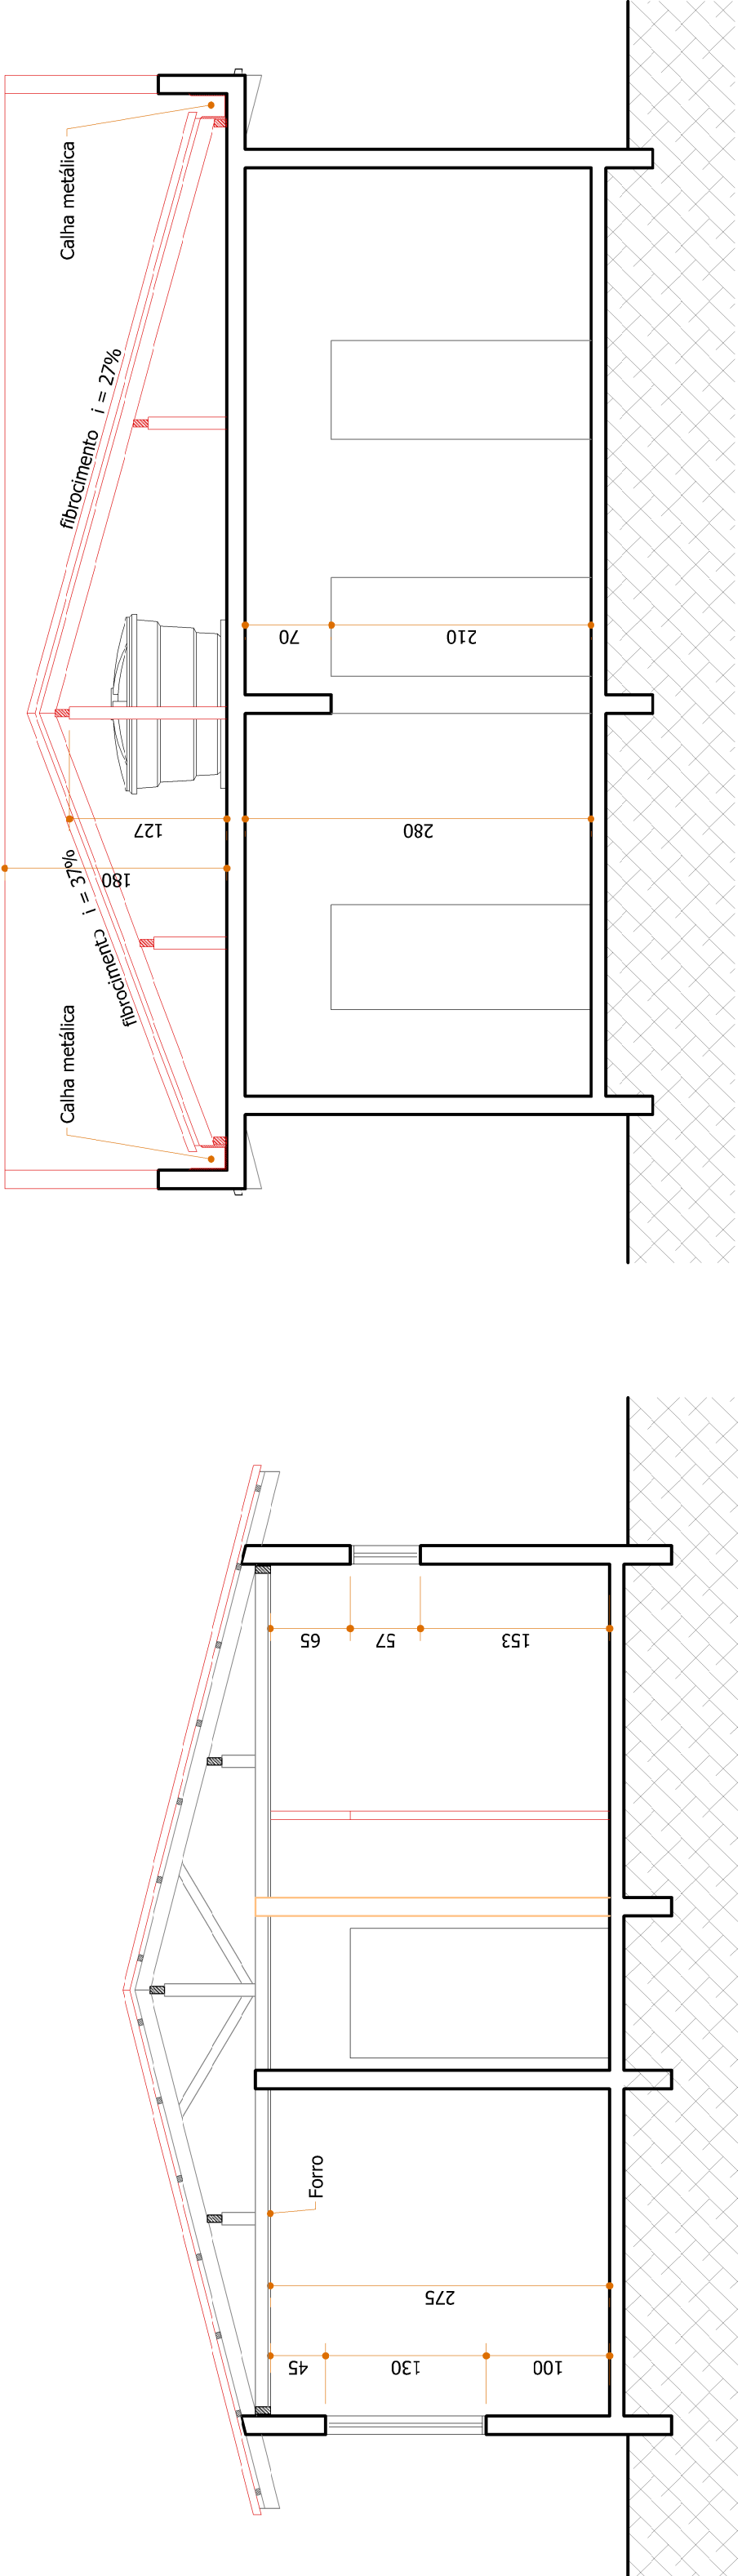 Calha metálica
fibrocimento i = 27%
70
210
127
280
180
fibrocimento i = 37%
Calha metálica
65
57
153
Forro
275
45
130
100